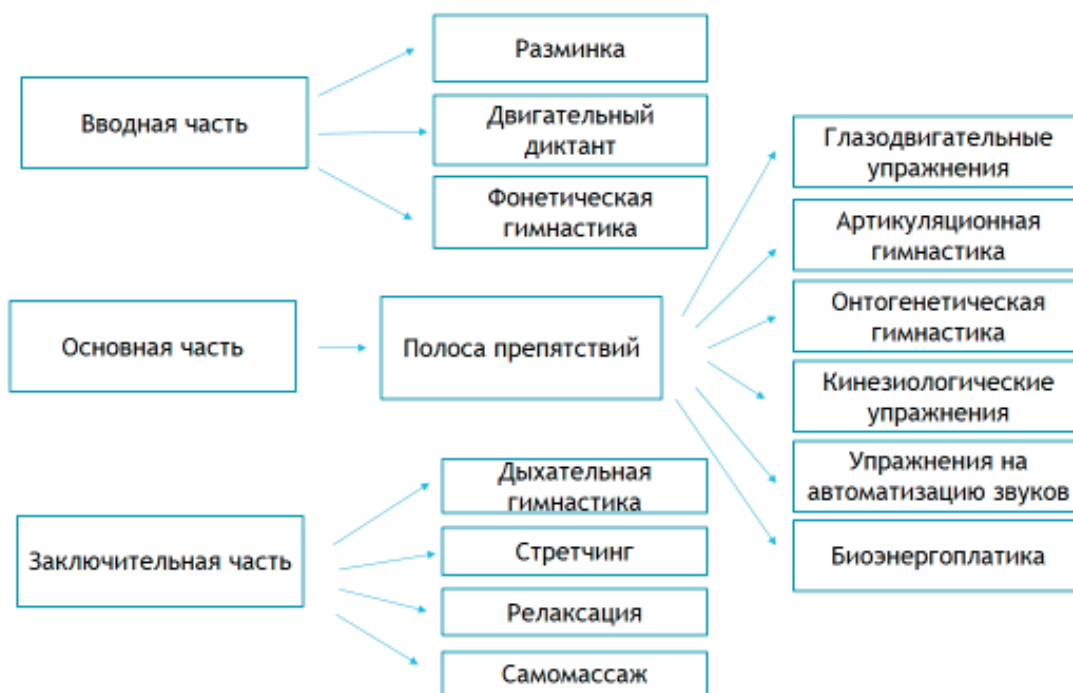 Вводная часть
Разминка
Двигательный
диктант
Фонетическая
гимнастика
Основная часть
Полоса препятствий
Глазодвигательные
упражнения
Артикуляционная
гимнастика
Онтогенетическая
гимнастика
Кинезиологические
упражнения
Упражнения на
автоматизацию звуков
Биоэнергоплатика
Заключительная часть
Дыхательная
гимнастика
Стретчинг
Релаксация
Самомассаж